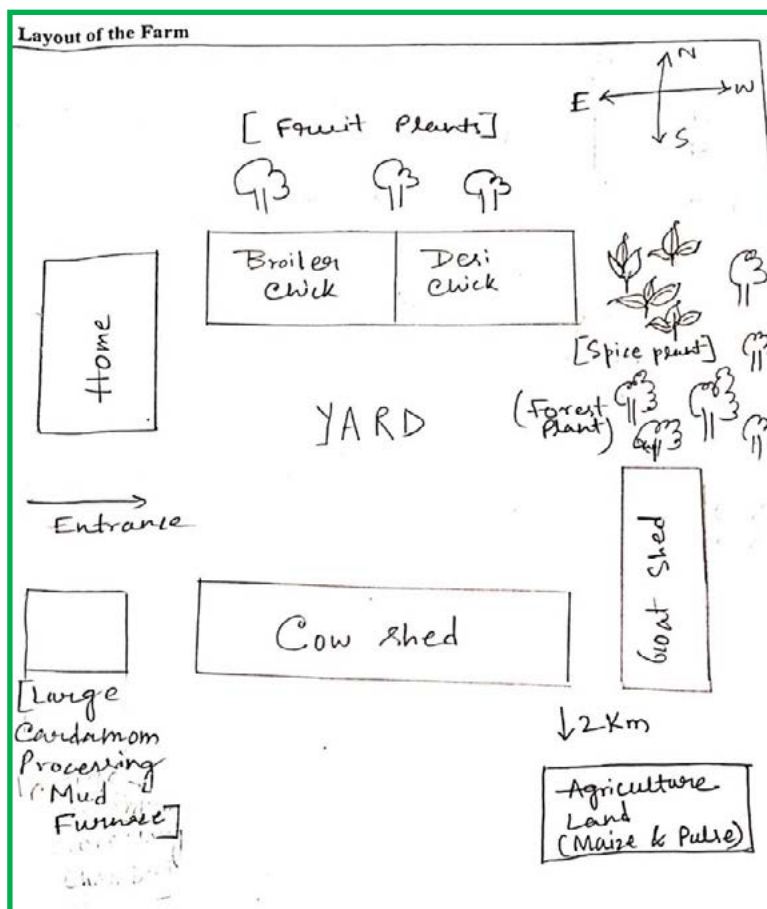 Layout of the Farm
N
E
W
S
[Fruit Plants]
Broiler
Chick
Desi
Chick
Home
[Spice plant]
(Forest
Plant)
YARD
Entrance
Goat Shed
Cow shed
[Large
Cardamom
Processing
Mud
Furnace]
↓2 Km
Agriculture
Land
(Maize & Pulse)